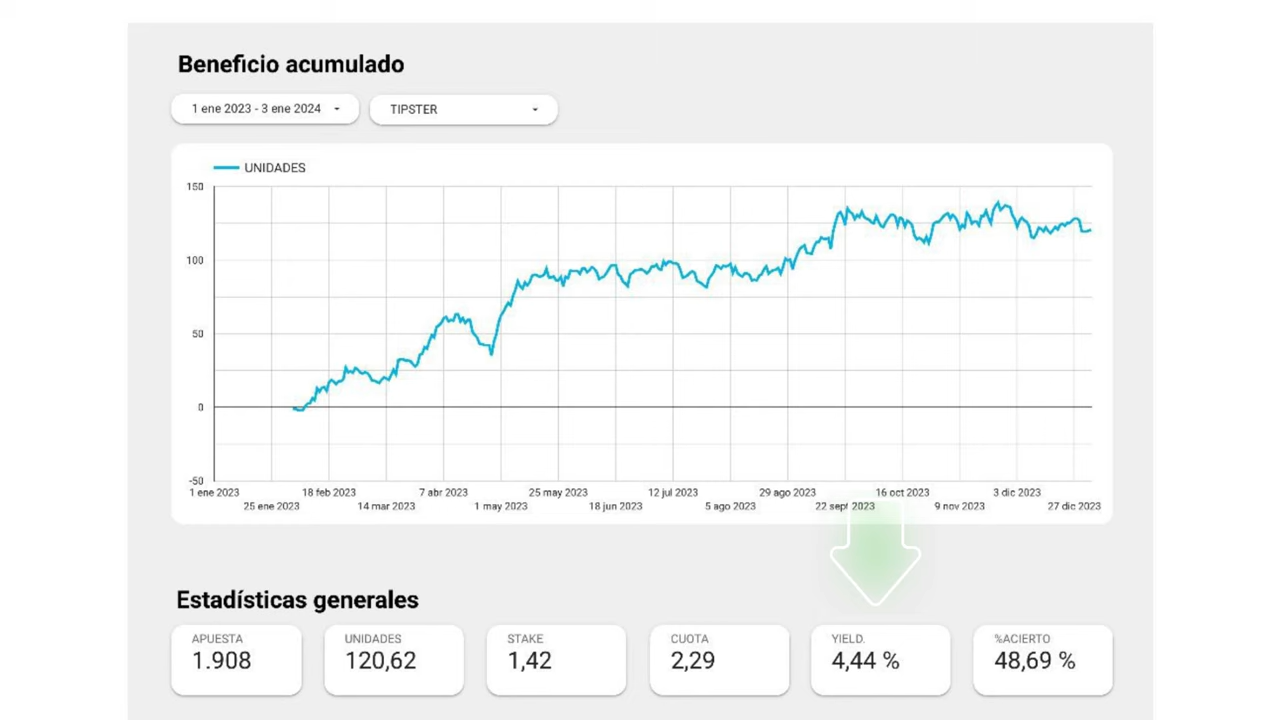 Beneficio acumulado
1 ene 2023 - 3 ene 2024
TIPSTER
UNIDADES
150
100
50
0
-50
1 ene 2023
25 ene 2023
18 feb 2023
14 mar 2023
7 abr 2023
1 may 2023
25 may 2023
18 jun 2023
12 jul 2023
5 ago 2023
29 ago 2023
22 sept 2023
16 oct 2023
9 nov 2023
3 dic 2023
27 dic 2023
Estadísticas generales
APUESTA
1.908
UNIDADES
120,62
STAKE
1,42
CUOTA
2,29
YIELD.
4,44 %
%ACIERTO
48,69 %